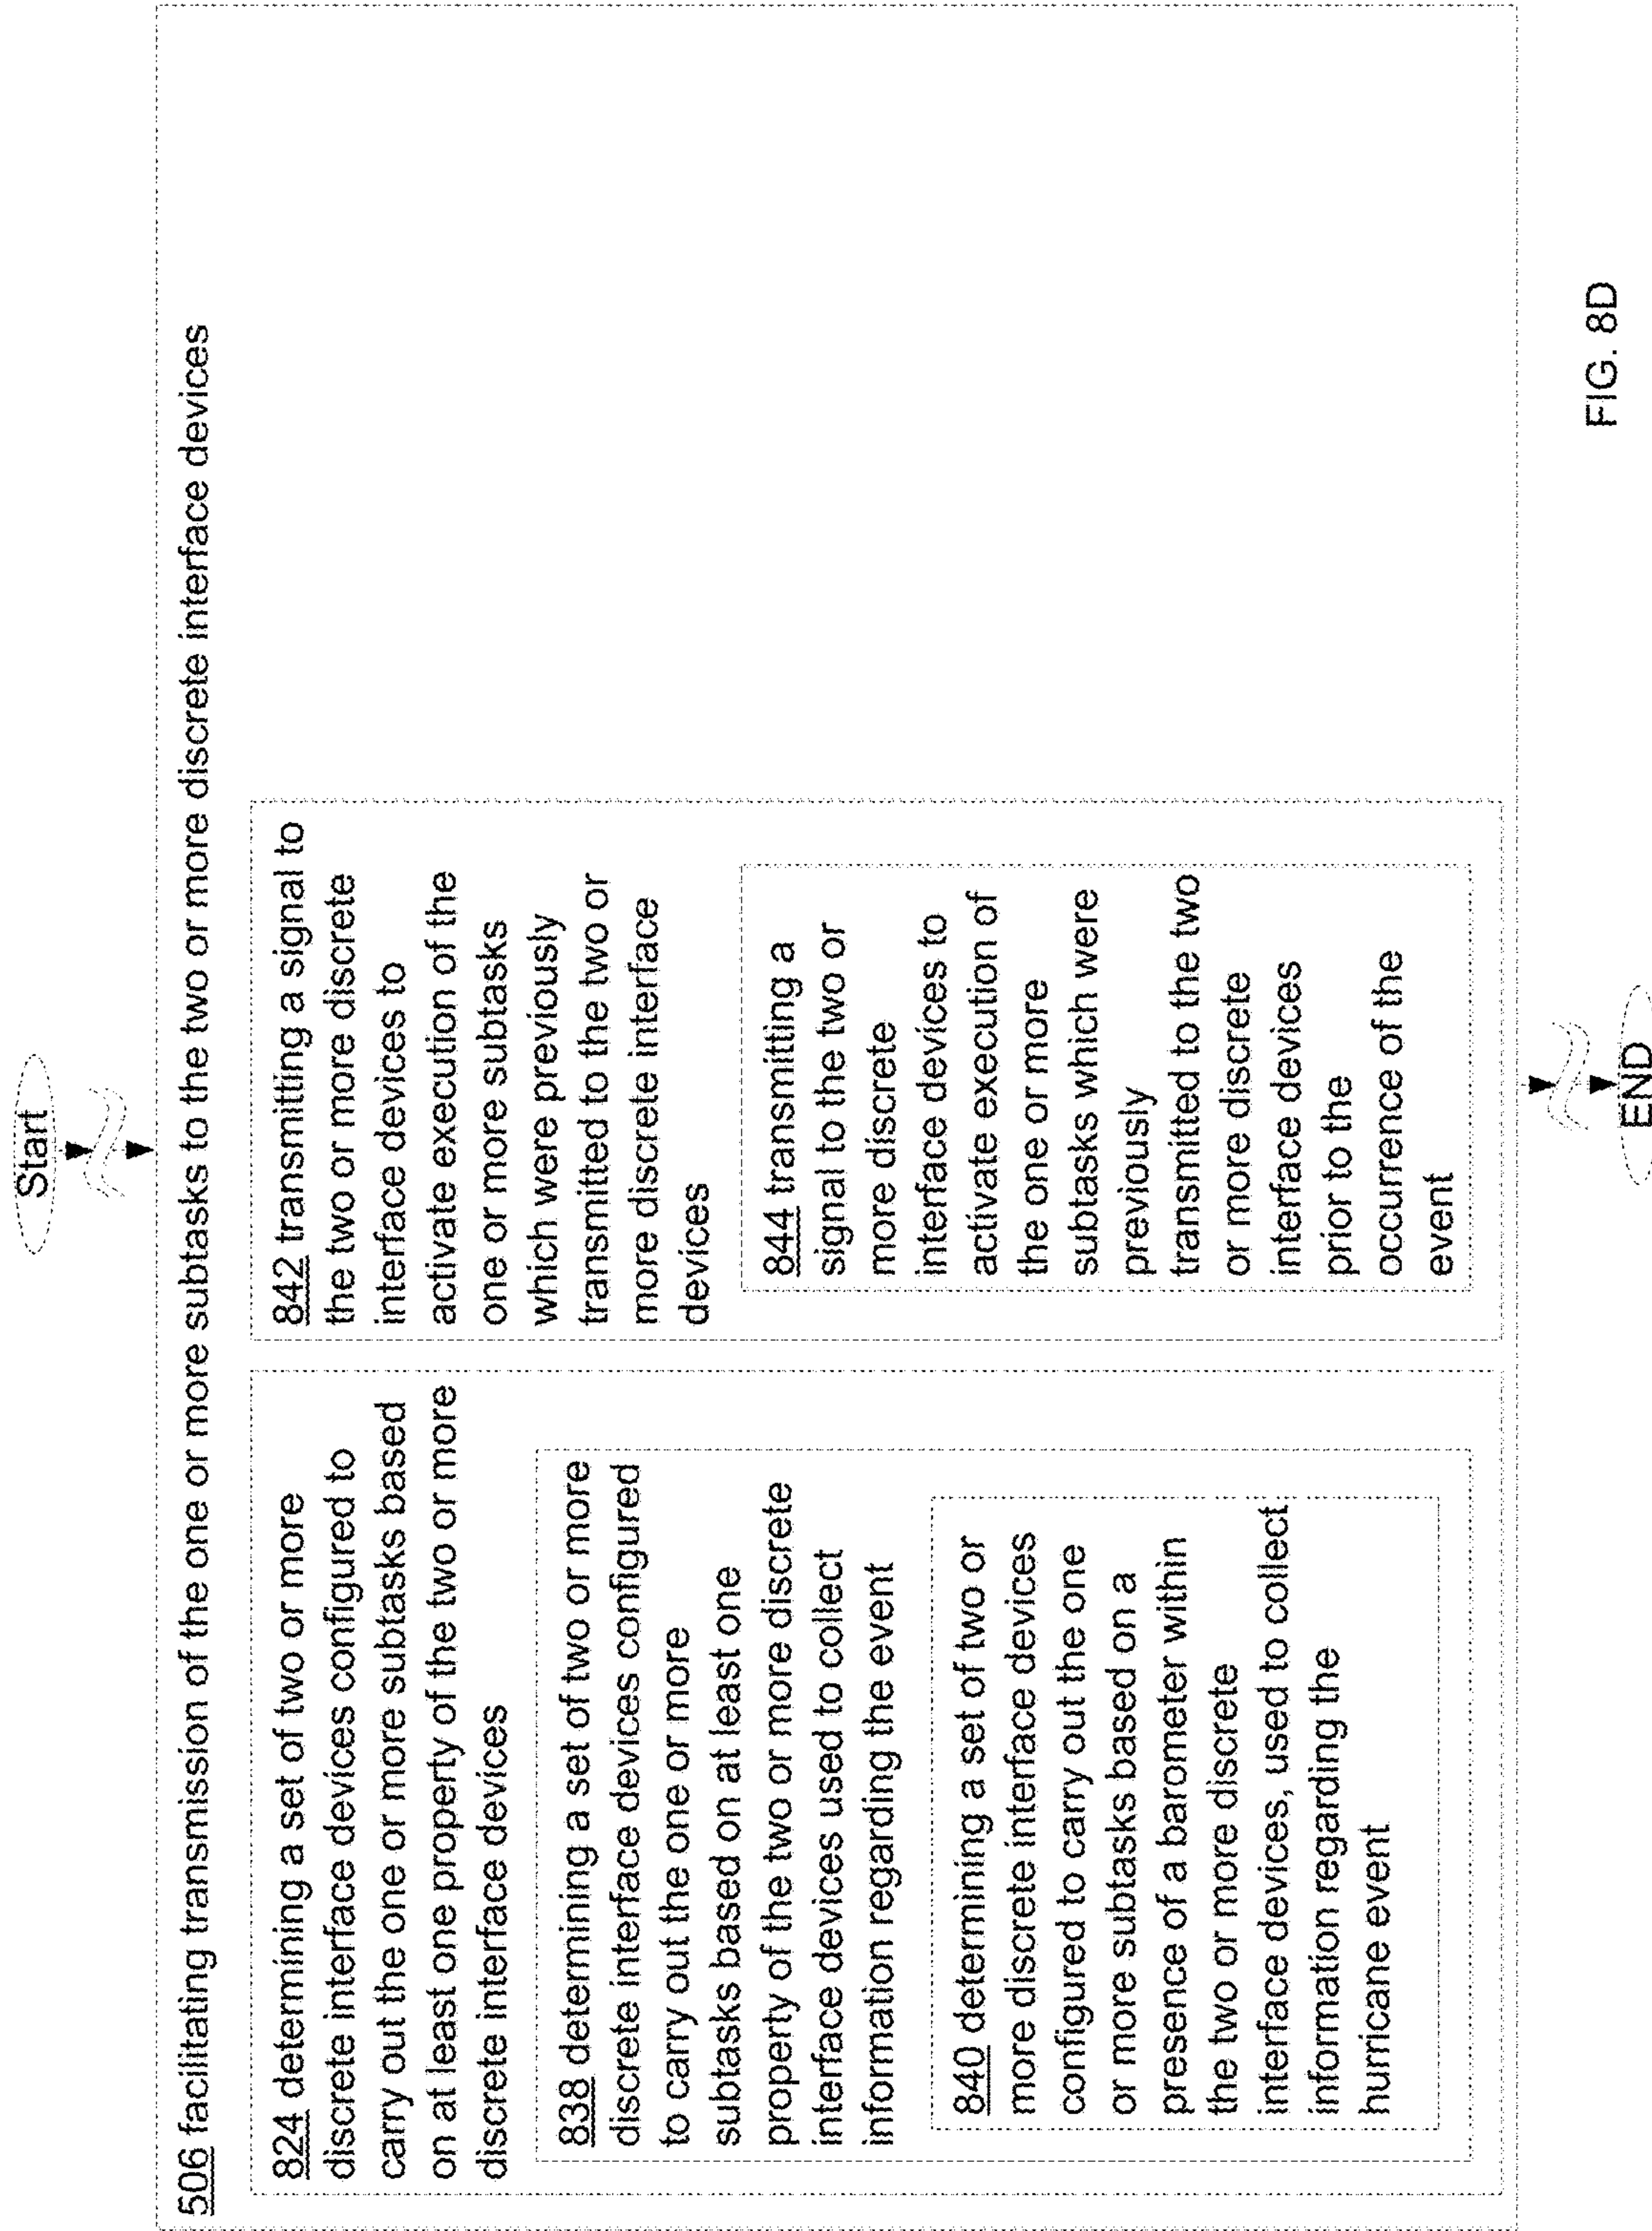 Start
506 facilitating transmission of the one or more subtasks to the two or more discrete interface devices
824 determining a set of two or more
discrete interface devices configured to
carry out the one or more subtasks based
on at least one property of the two or more
discrete interface devices
838 determining a set of two or more
discrete interface devices configured
to carry out the one or more
subtasks based on at least one
property of the two or more discrete
interface devices used to collect
information regarding the event
840 determining a set of two or
more discrete interface devices
configured to carry out the one
or more subtasks based on a
presence of a barometer within
the two or more discrete
interface devices, used to collect
information regarding the
hurricane event
842 transmitting a signal to
the two or more discrete
interface devices to
activate execution of the
one or more subtasks
which were previously
transmitted to the two or
more discrete interface
devices
844 transmitting a
signal to the two or
more discrete
interface devices to
activate execution of
the one or more
subtasks which were
previously
transmitted to the two
or more discrete
interface devices
prior to the
occurrence of the
event
END
FIG. 8D